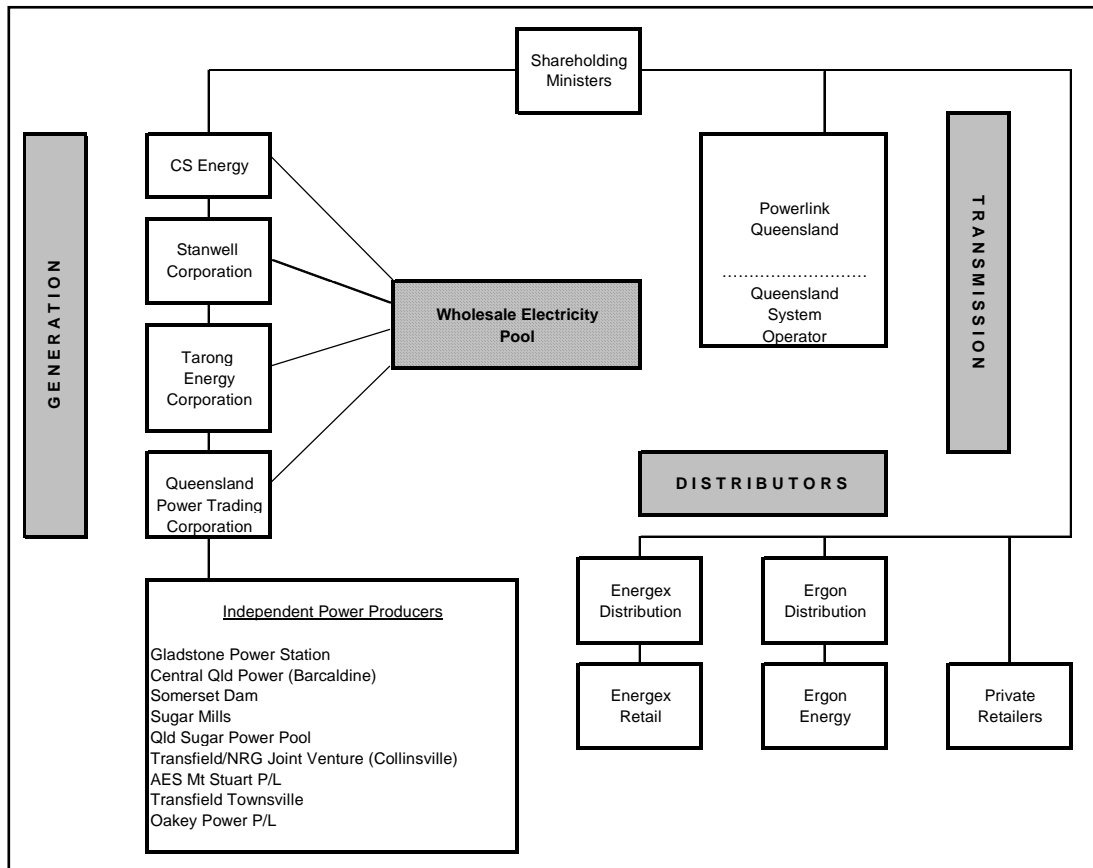 Shareholding
Ministers
CS Energy
Stanwell
Corporation
Tarong
Energy
Corporation
Queensland
Power Trading
Corporation
GENERATION
Wholesale Electricity
Pool
Powerlink
Queensland
………………………
Queensland
System
Operator
TRANSMISSION
DISTRIBUTORS
Independent Power Producers
Gladstone Power Station
Central Qld Power (Barcaldine)
Somerset Dam
Sugar Mills
Qld Sugar Power Pool
Transfield/NRG Joint Venture (Collinsville)
AES Mt Stuart P/L
Transfield Townsville
Oakey Power P/L
Energex
Distribution
Ergon
Distribution
Energex
Retail
Ergon
Energy
Private
Retailers